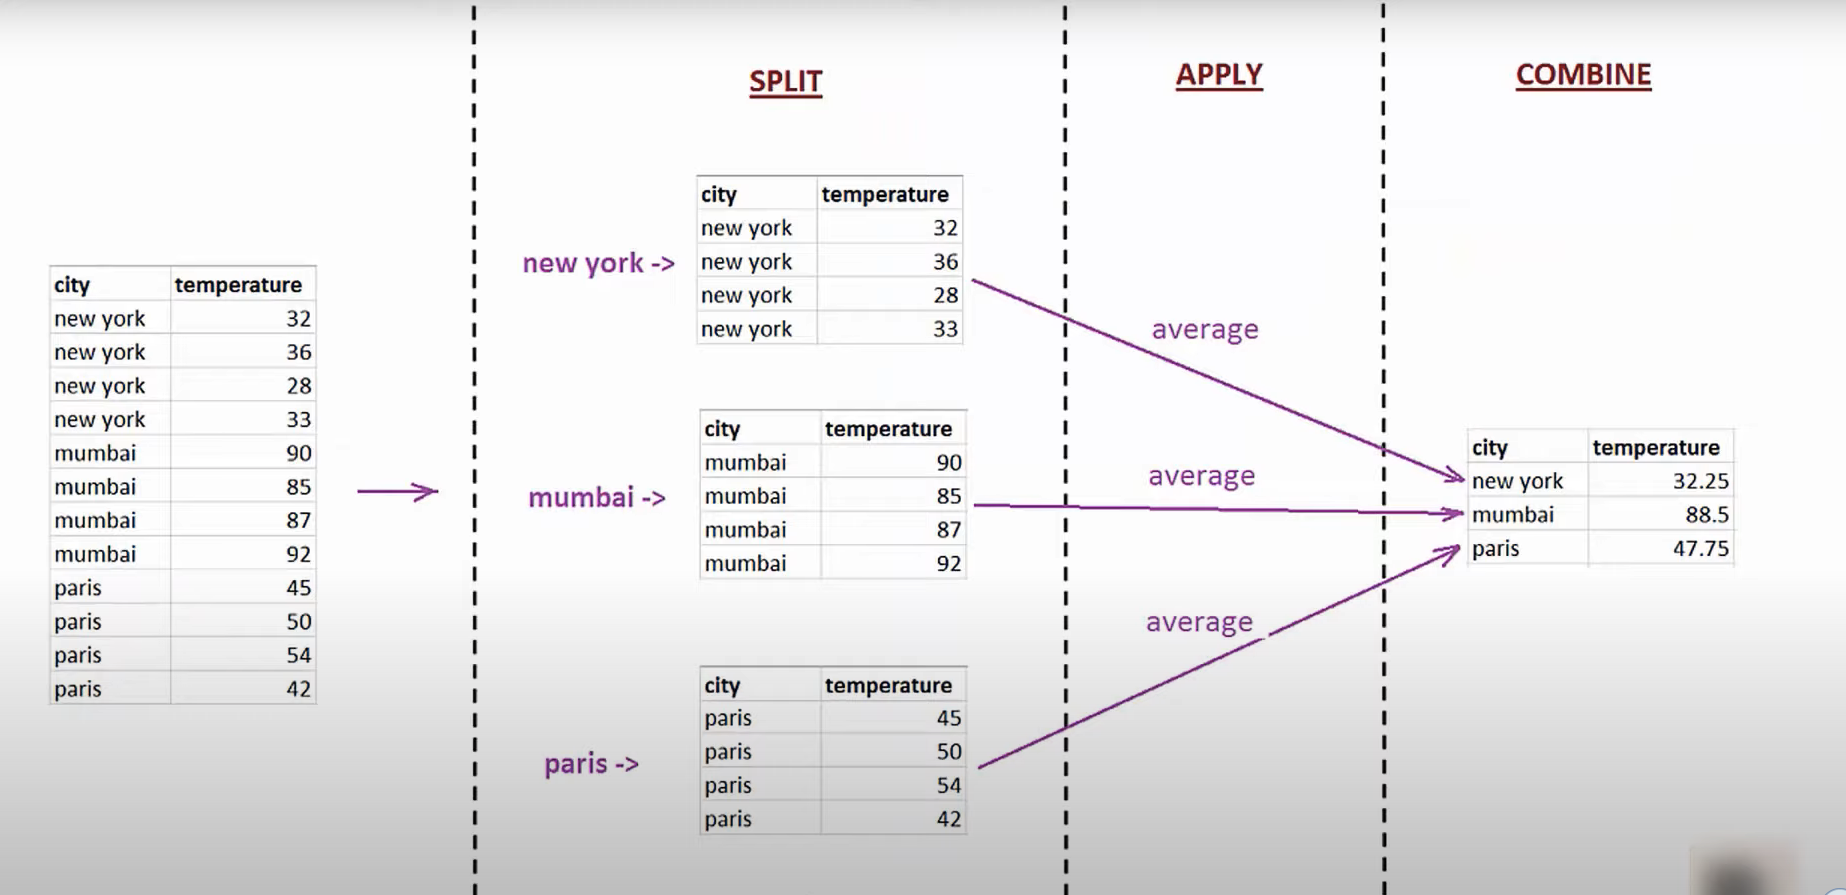 SPLIT
APPLY
COMBINE
city temperature
new york 32
new york 36
new york 28
new york 33
mumbai 90
mumbai 85
mumbai 87
mumbai 92
paris 45
paris 50
paris 54
paris 42
new york ->
city temperature
new york 32
new york 36
new york 28
new york 33
mumbai ->
city temperature
mumbai 90
mumbai 85
mumbai 87
mumbai 92
paris ->
city temperature
paris 45
paris 50
paris 54
paris 42
average
average
average
city temperature
new york 32.25
mumbai 88.5
paris 47.75